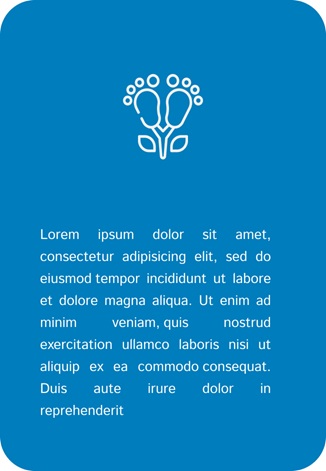 Lorem ipsum dolor sit amet,
consectetur adipisicing elit, sed do
eiusmod tempor incididunt ut labore
et dolore magna aliqua. Ut enim ad
minim veniam, quis nostrud
exercitation ullamco laboris nisi ut
aliquip ex ea commodo consequat.
Duis aute irure dolor in
reprehenderit